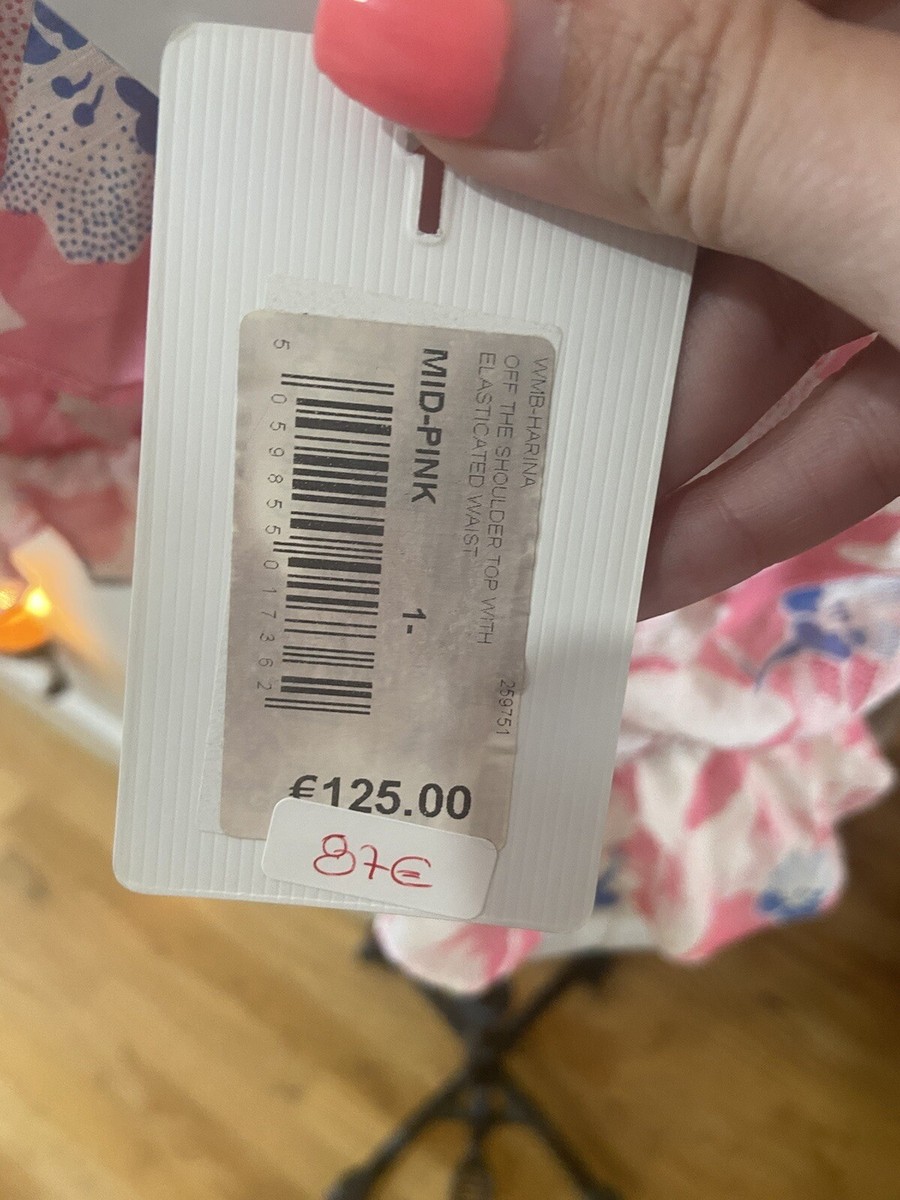 WMB-HARINA
OFF THE SHOULDER TOP WITH
ELASTICATED WAIST
259751
MID-PINK 1-
5 059855 017362
€125.00
87€